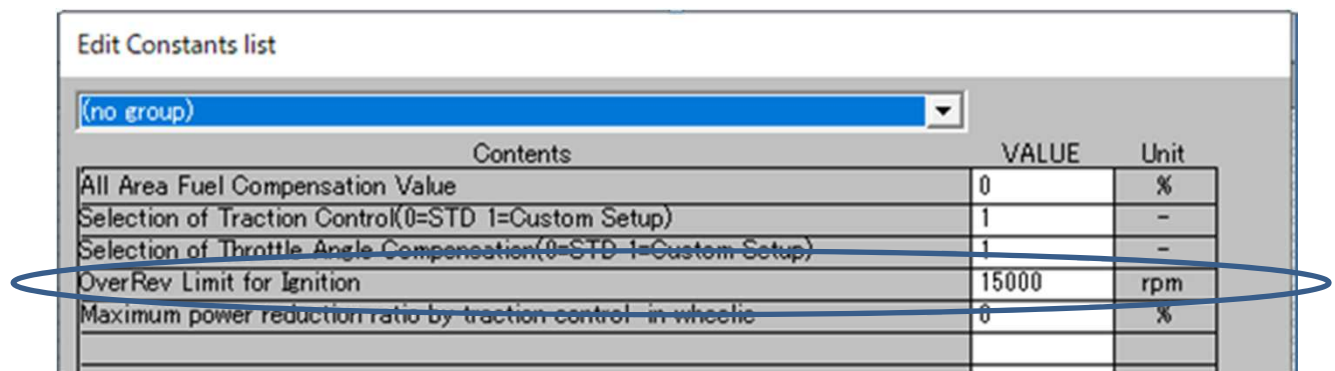 Edit Constants list
(no group)
Contents VALUE Unit
All Area Fuel Compensation Value 0 %
Selection of Traction Control(0=STD 1=Custom Setup) 1 -
Selection of Throttle Angle Compensation(0=STD 1=Custom Setup) 1 -
OverRev Limit for Ignition 15000 rpm
Maximum power reduction ratio by traction control in wheelie 0 %